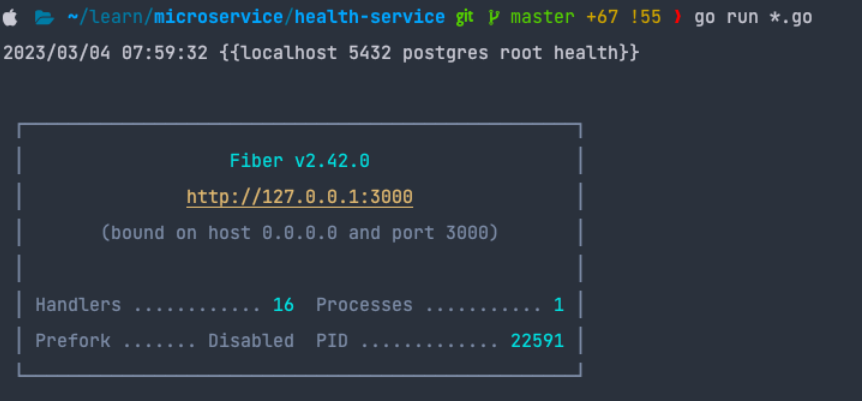 ~/learn/microservice/health-service git master +67 !55 ❯ go run *.go
2023/03/04 07:59:32 {{localhost 5432 postgres root health}}
Fiber v2.42.0
http://127.0.0.1:3000
(bound on host 0.0.0.0 and port 3000)
Handlers ............ 16 Processes ........... 1
Prefork ....... Disabled PID ............. 22591